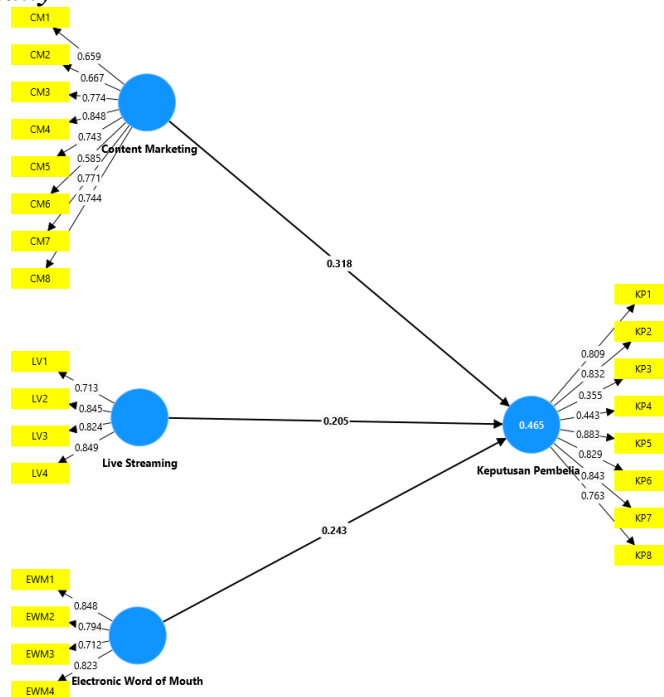 CM1
CM2
CM3
CM4
CM5
CM6
CM7
CM8
0.659
0.667
0.774
0.848
0.743
0.585
0.771
0.744
Content Marketing
0.318
LV1
LV2
LV3
LV4
0.713
0.845
0.824
0.849
Live Streaming
0.205
EWM1
EWM2
EWM3
EWM4
0.848
0.794
0.712
0.823
Electronic Word of Mouth
0.243
0.465
Keputusan Pembelia
0.809
0.832
0.355
0.443
0.883
0.829
0.843
0.763
KP1
KP2
KP3
KP4
KP5
KP6
KP7
KP8